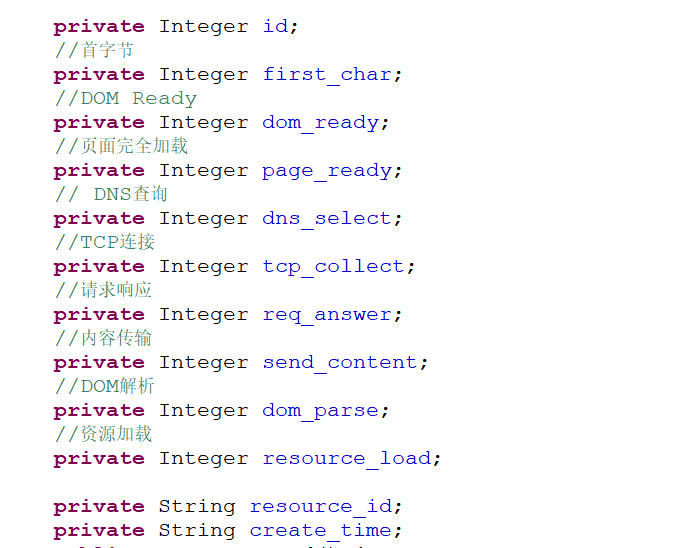 private Integer id;
//首字节
private Integer first_char;
//DOM Ready
private Integer dom_ready;
//页面完全加载
private Integer page_ready;
// DNS查询
private Integer dns_select;
//TCP连接
private Integer tcp_collect;
//请求响应
private Integer req_answer;
//内容传输
private Integer send_content;
//DOM解析
private Integer dom_parse;
//资源加载
private Integer resource_load;
private String resource_id;
private String create_time;